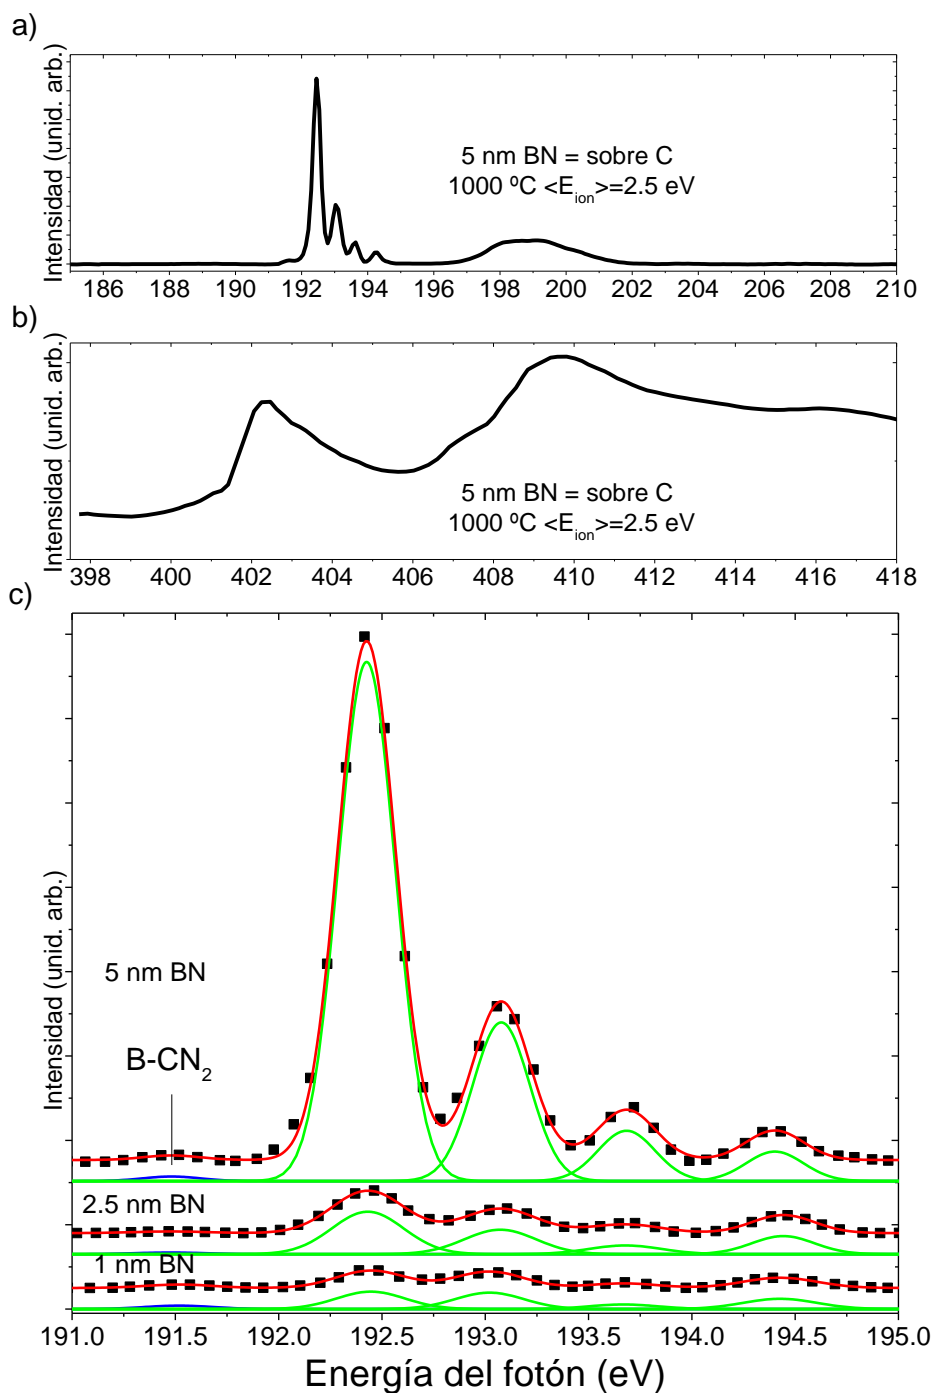 a)
Intensidad (unid. arb.)
5 nm BN = sobre C
1000 ºC <E_ion>=2.5 eV
186 188 190 192 194 196 198 200 202 204 206 208 210
b)
Intensidad (unid. arb.)
5 nm BN = sobre C
1000 ºC <E_ion>=2.5 eV
398 400 402 404 406 408 410 412 414 416 418
c)
Intensidad (unid. arb.)
5 nm BN
B-CN₂
2.5 nm BN
1 nm BN
191.0 191.5 192.0 192.5 193.0 193.5 194.0 194.5 195.0
Energía del fotón (eV)